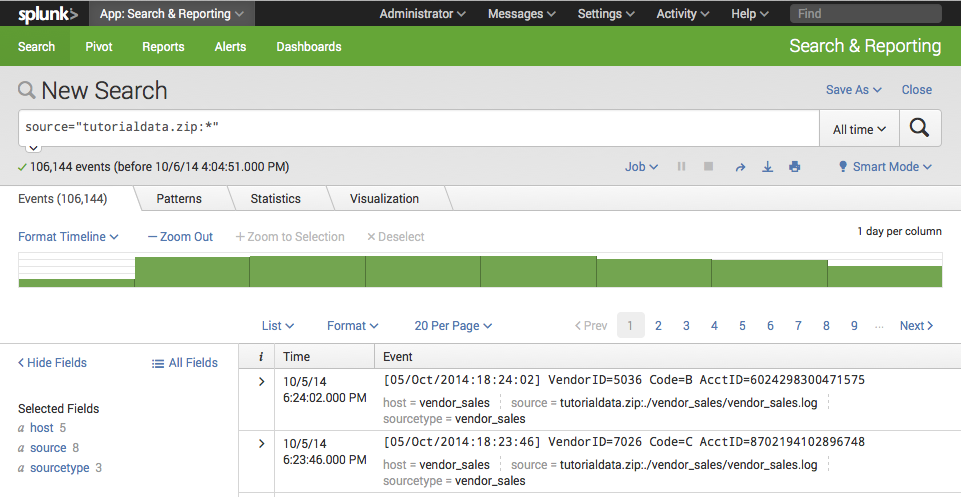 splunk> App: Search & Reporting Administrator Messages Settings Activity Help Find
Search Pivot Reports Alerts Dashboards Search & Reporting
New Search Save As Close
source="tutorialdata.zip:*" All time
106,144 events (before 10/6/14 4:04:51.000 PM) Job Smart Mode
Events (106,144) Patterns Statistics Visualization
Format Timeline — Zoom Out + Zoom to Selection × Deselect 1 day per column
List Format 20 Per Page < Prev 1 2 3 4 5 6 7 8 9 ... Next >
< Hide Fields All Fields i Time Event
Selected Fields
a host 5
a source 8
a sourcetype 3
> 10/5/14 6:24:02.000 PM [05/Oct/2014:18:24:02] VendorID=5036 Code=B AcctID=6024298300471575
host = vendor_sales source = tutorialdata.zip:./vendor_sales/vendor_sales.log
sourcetype = vendor_sales
> 10/5/14 6:23:46.000 PM [05/Oct/2014:18:23:46] VendorID=7026 Code=C AcctID=8702194102896748
host = vendor_sales source = tutorialdata.zip:./vendor_sales/vendor_sales.log
sourcetype = vendor_sales